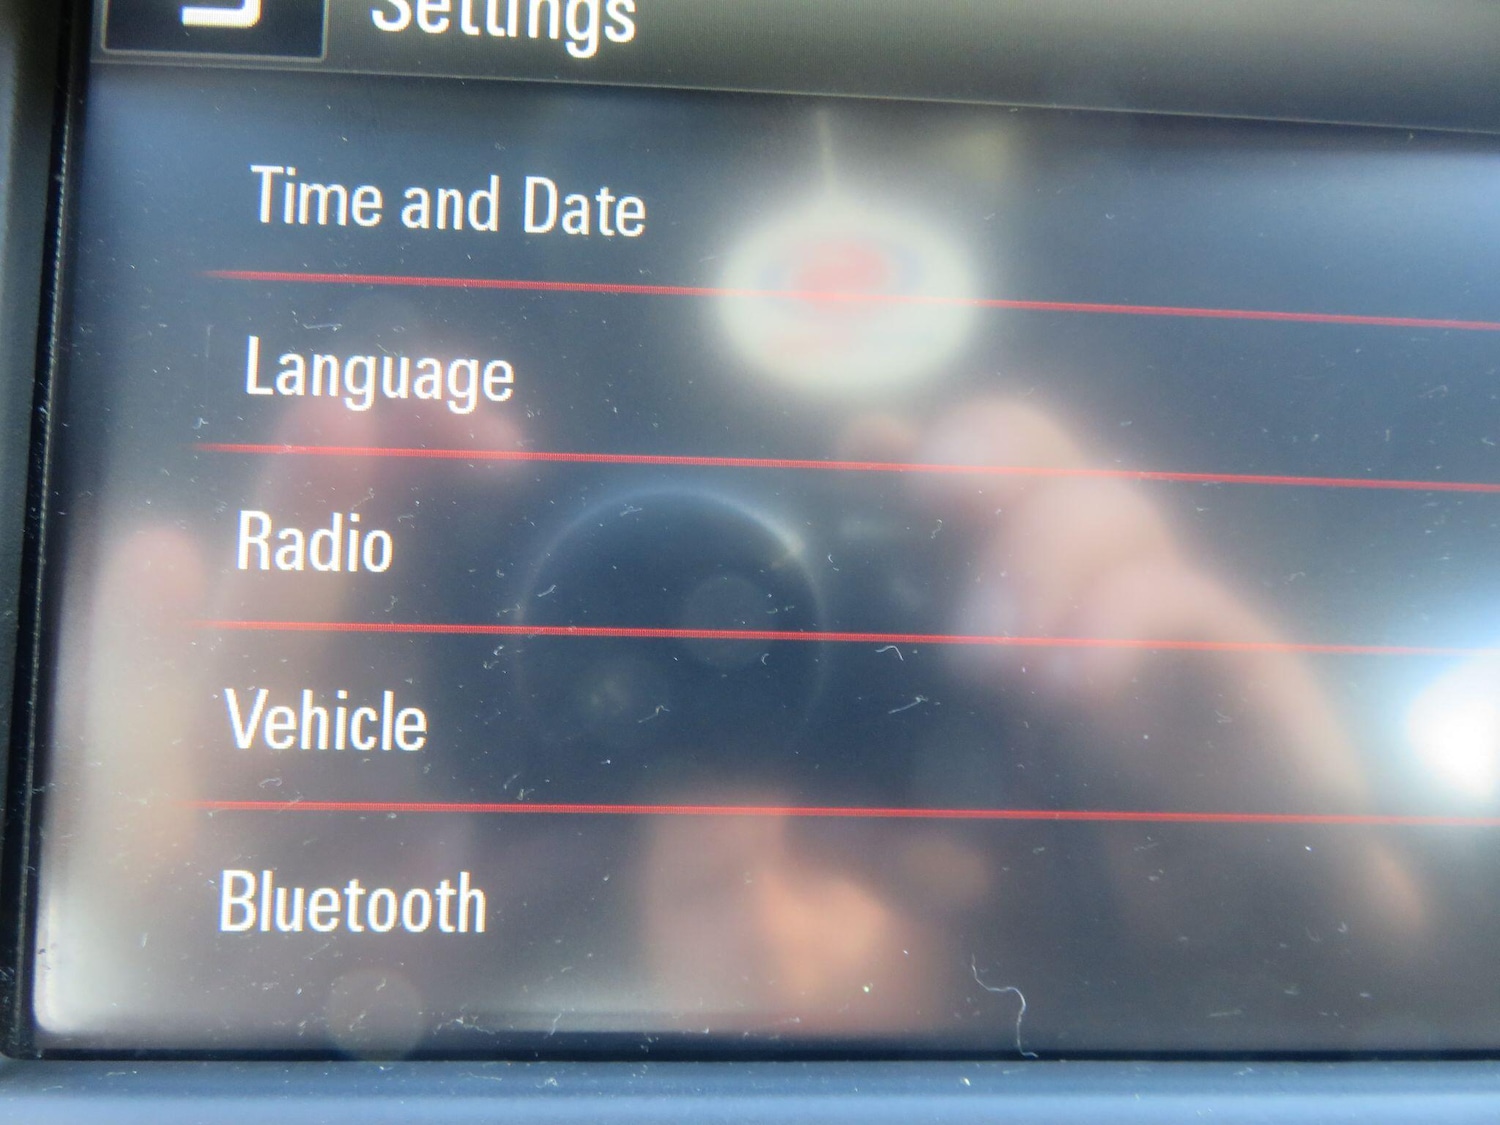 Settings
Time and Date
Language
Radio
Vehicle
Bluetooth